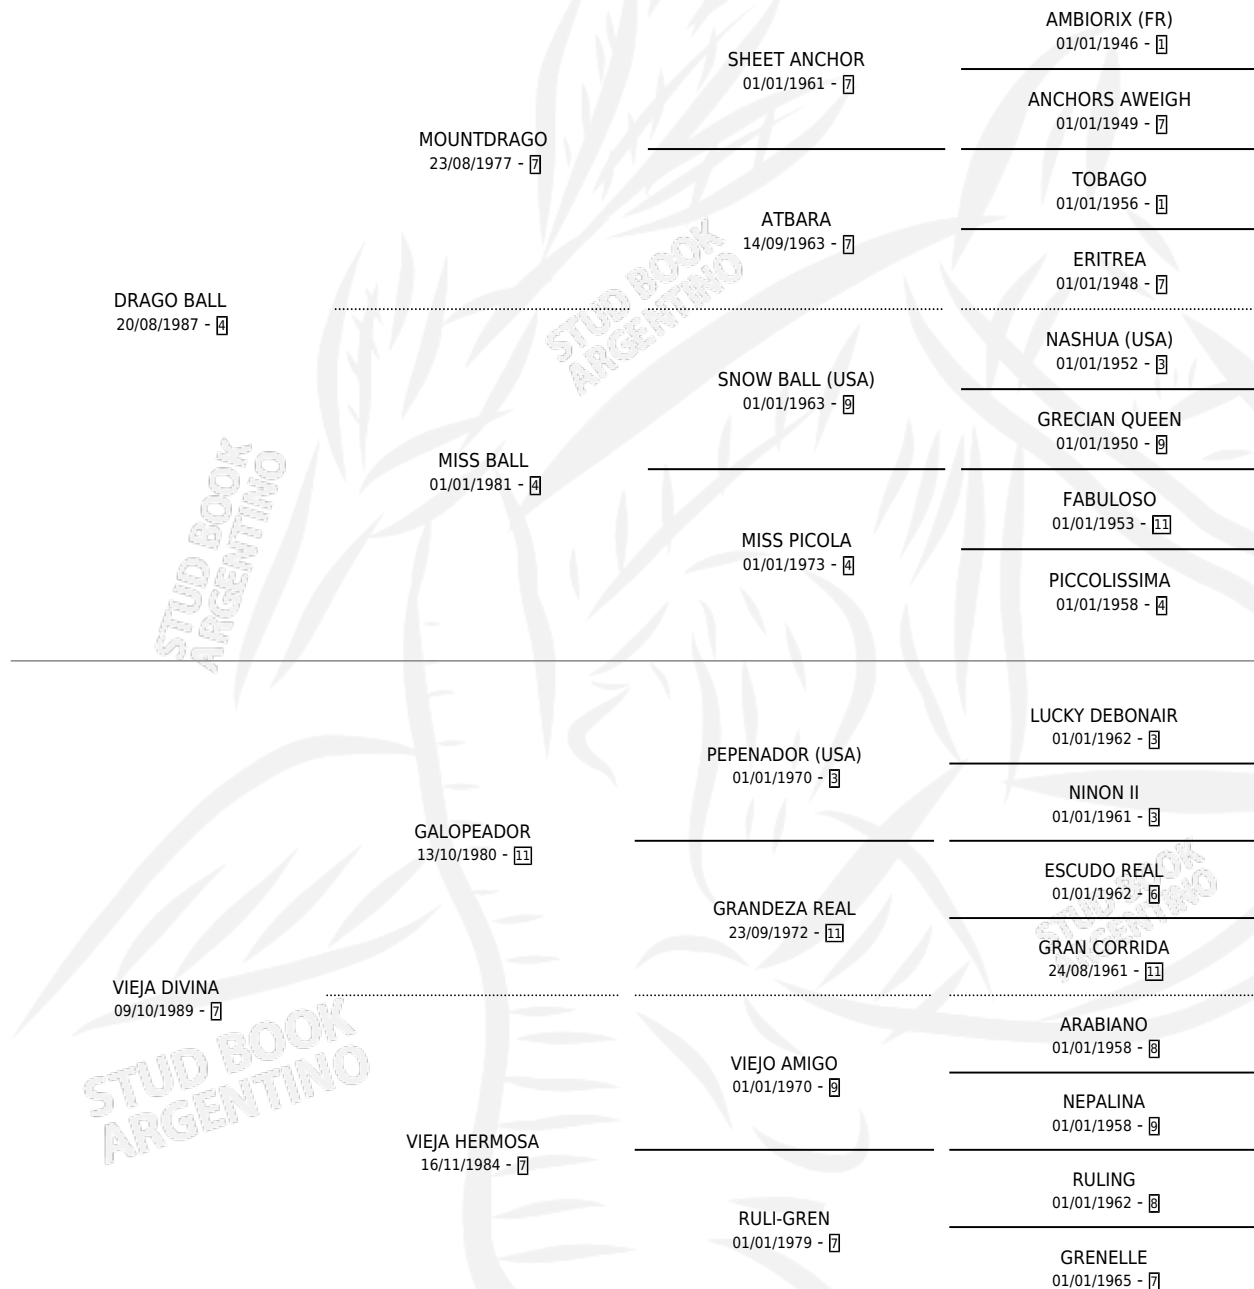 AMBIORIX (FR)
01/01/1946 - 1
SHEET ANCHOR
01/01/1961 - 7
ANCHORS AWEIGH
01/01/1949 - 7
MOUNTDRAGO
23/08/1977 - 7
TOBAGO
01/01/1956 - 1
ATBARA
14/09/1963 - 7
ERITREA
01/01/1948 - 7
DRAGO BALL
20/08/1987 - 4
STUD BOOK
ARGENTINO
NASHUA (USA)
01/01/1952 - 3
SNOW BALL (USA)
01/01/1963 - 9
GRECIAN QUEEN
01/01/1950 - 9
MISS BALL
01/01/1981 - 4
FABULOSO
01/01/1953 - 11
MISS PICOLA
01/01/1973 - 4
PICCOLISSIMA
01/01/1958 - 4
STUD BOOK
ARGENTINO
LUCKY DEBONAIR
01/01/1962 - 3
PEPENADOR (USA)
01/01/1970 - 3
NINON II
01/01/1961 - 3
GALOPEADOR
13/10/1980 - 11
ESCUDO REAL
01/01/1962 - 6
GRANDEZA REAL
23/09/1972 - 11
STUD BOOK
ARGENTINO
GRAN CORRIDA
24/08/1961 - 11
VIEJA DIVINA
09/10/1989 - 7
ARABIANO
01/01/1958 - 8
VIEJO AMIGO
01/01/1970 - 9
STUD BOOK
ARGENTINO
NEPALINA
01/01/1958 - 9
VIEJA HERMOSA
16/11/1984 - 7
RULING
01/01/1962 - 8
RULI-GREN
01/01/1979 - 7
GRENELLE
01/01/1965 - 7